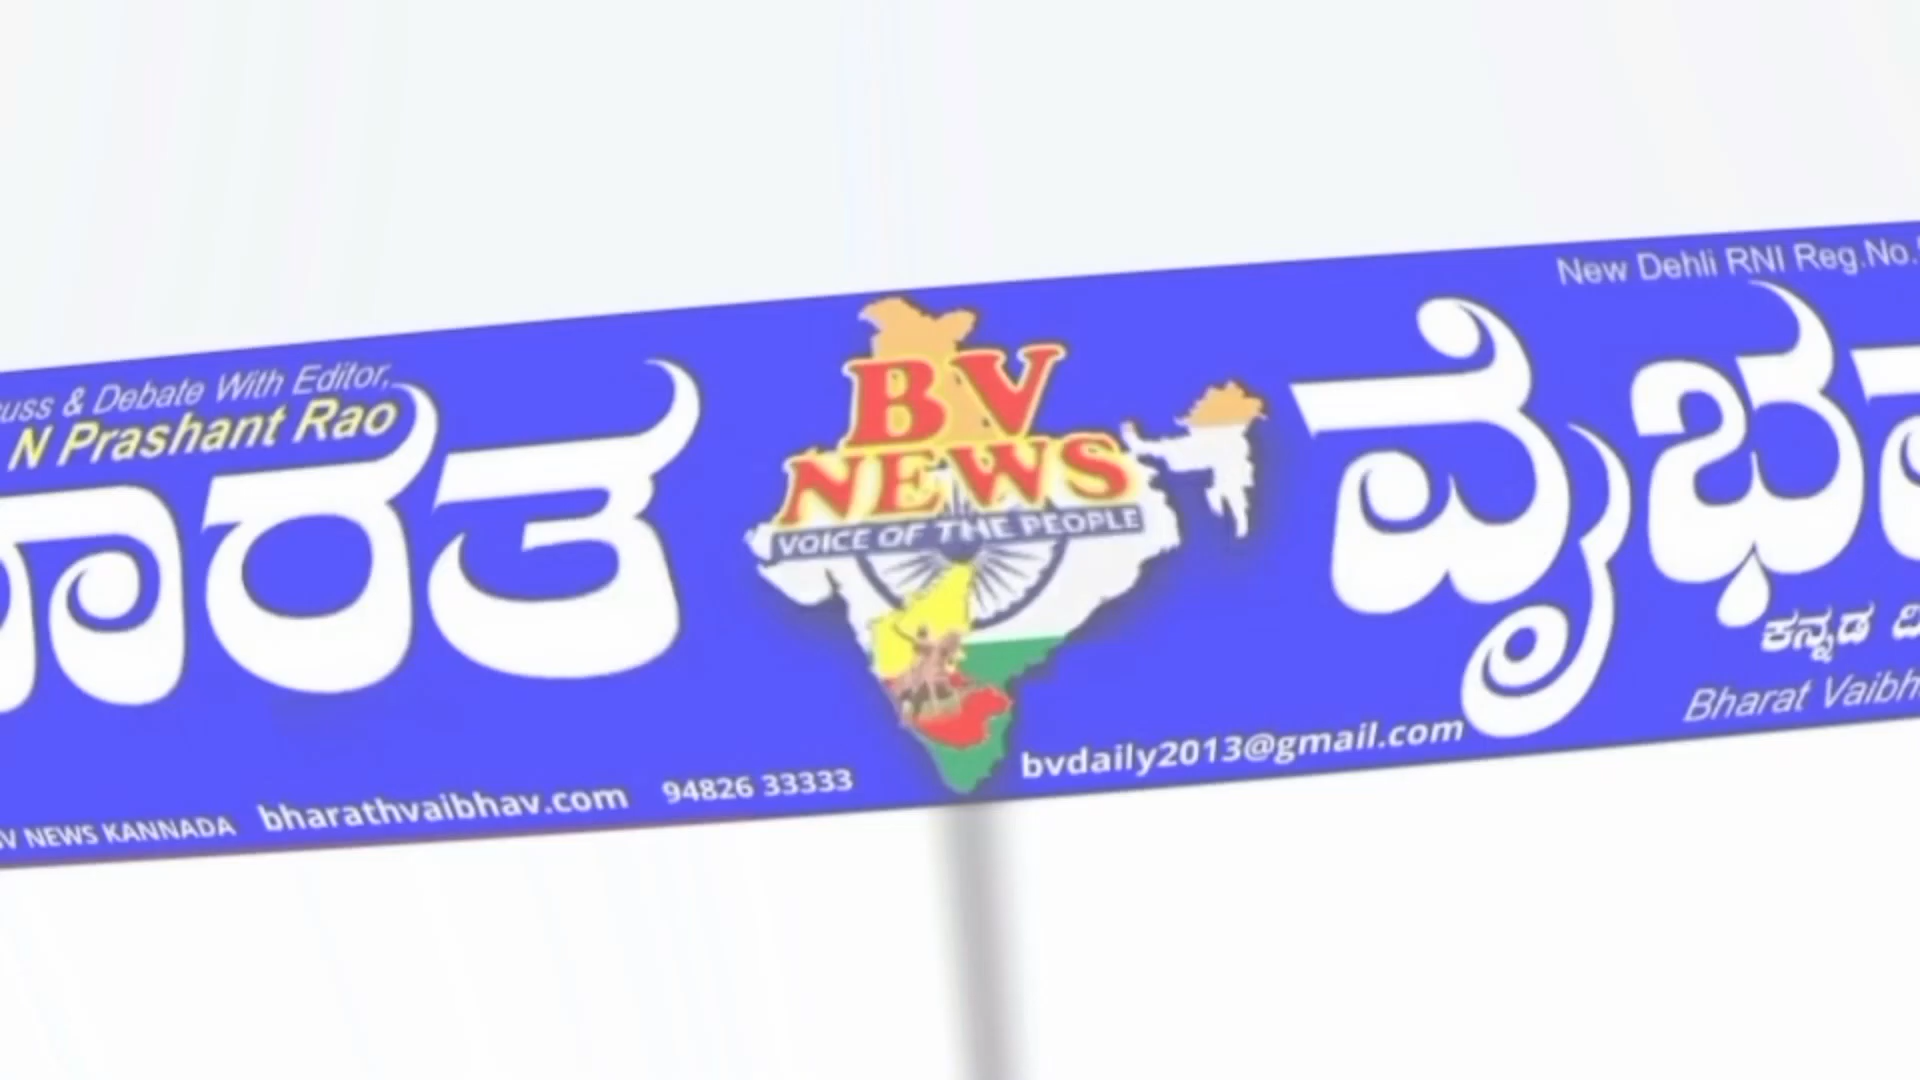 & Debate With Editor,
N Prashant Rao
ಭಾರತ
BV
NEWS
VOICE OF THE PEOPLE
New Dehli RNI Reg.No.
ವೈಭ
ಕನ್ನಡ
Bharat
NEWS KANNADA bharathvaibhav.com 94826 33333
bvdaily2013@gmail.com